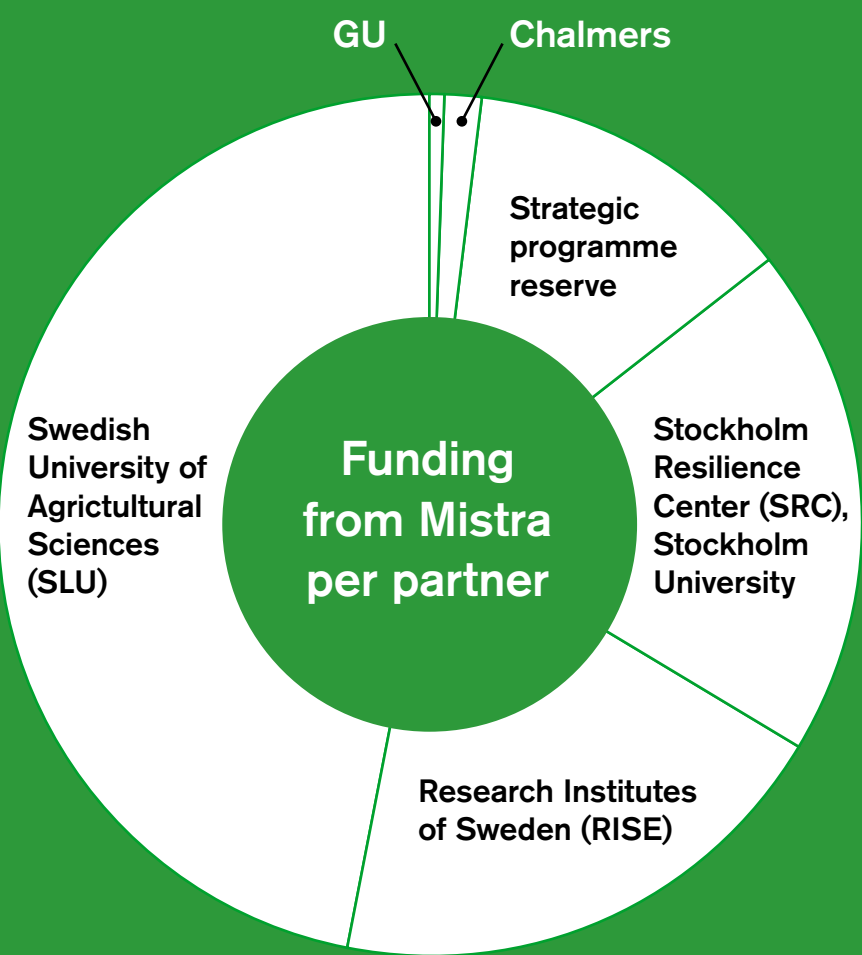 GU
Chalmers
Strategic
programme
reserve
Stockholm
Resilience
Center (SRC),
Stockholm
University
Research Institutes
of Sweden (RISE)
Swedish
University of
Agrictultural
Sciences
(SLU)
Funding
from Mistra
per partner